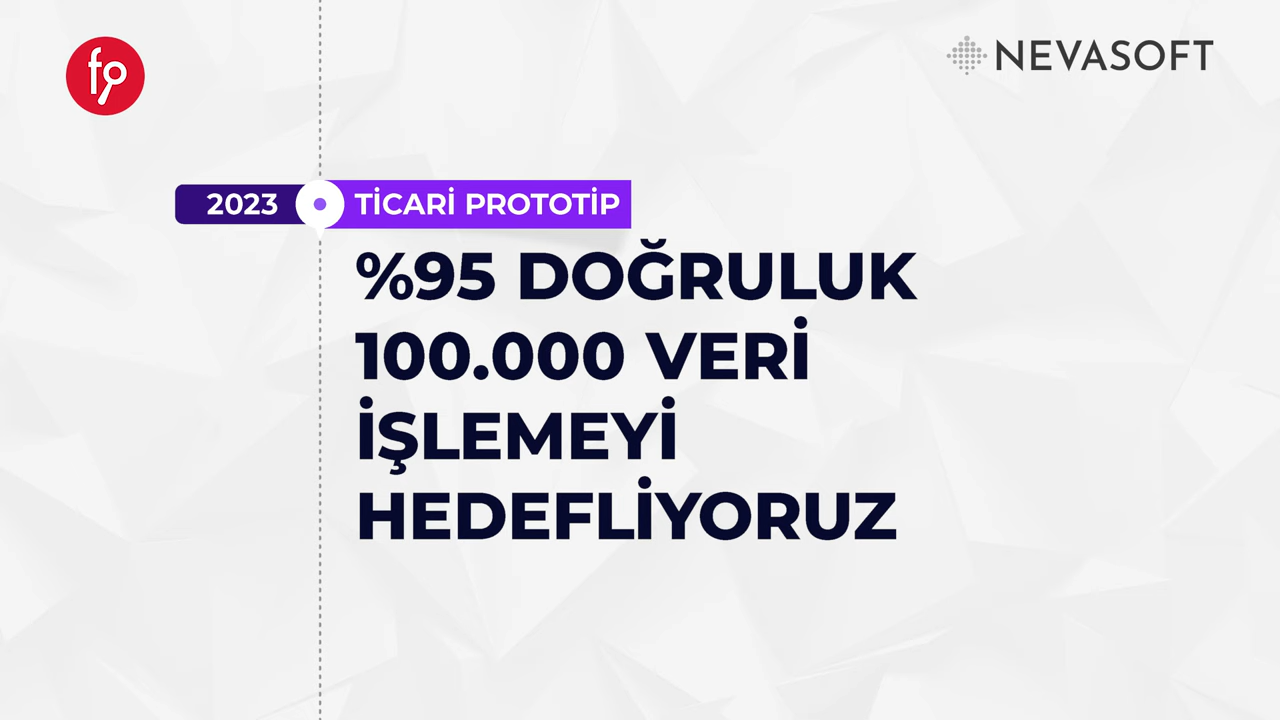 fp
NEVASOFT
2023
TİCARİ PROTOTİP
%95 DOĞRULUK
100.000 VERİ
İŞLEMEYİ
HEDEFLİYORUZ